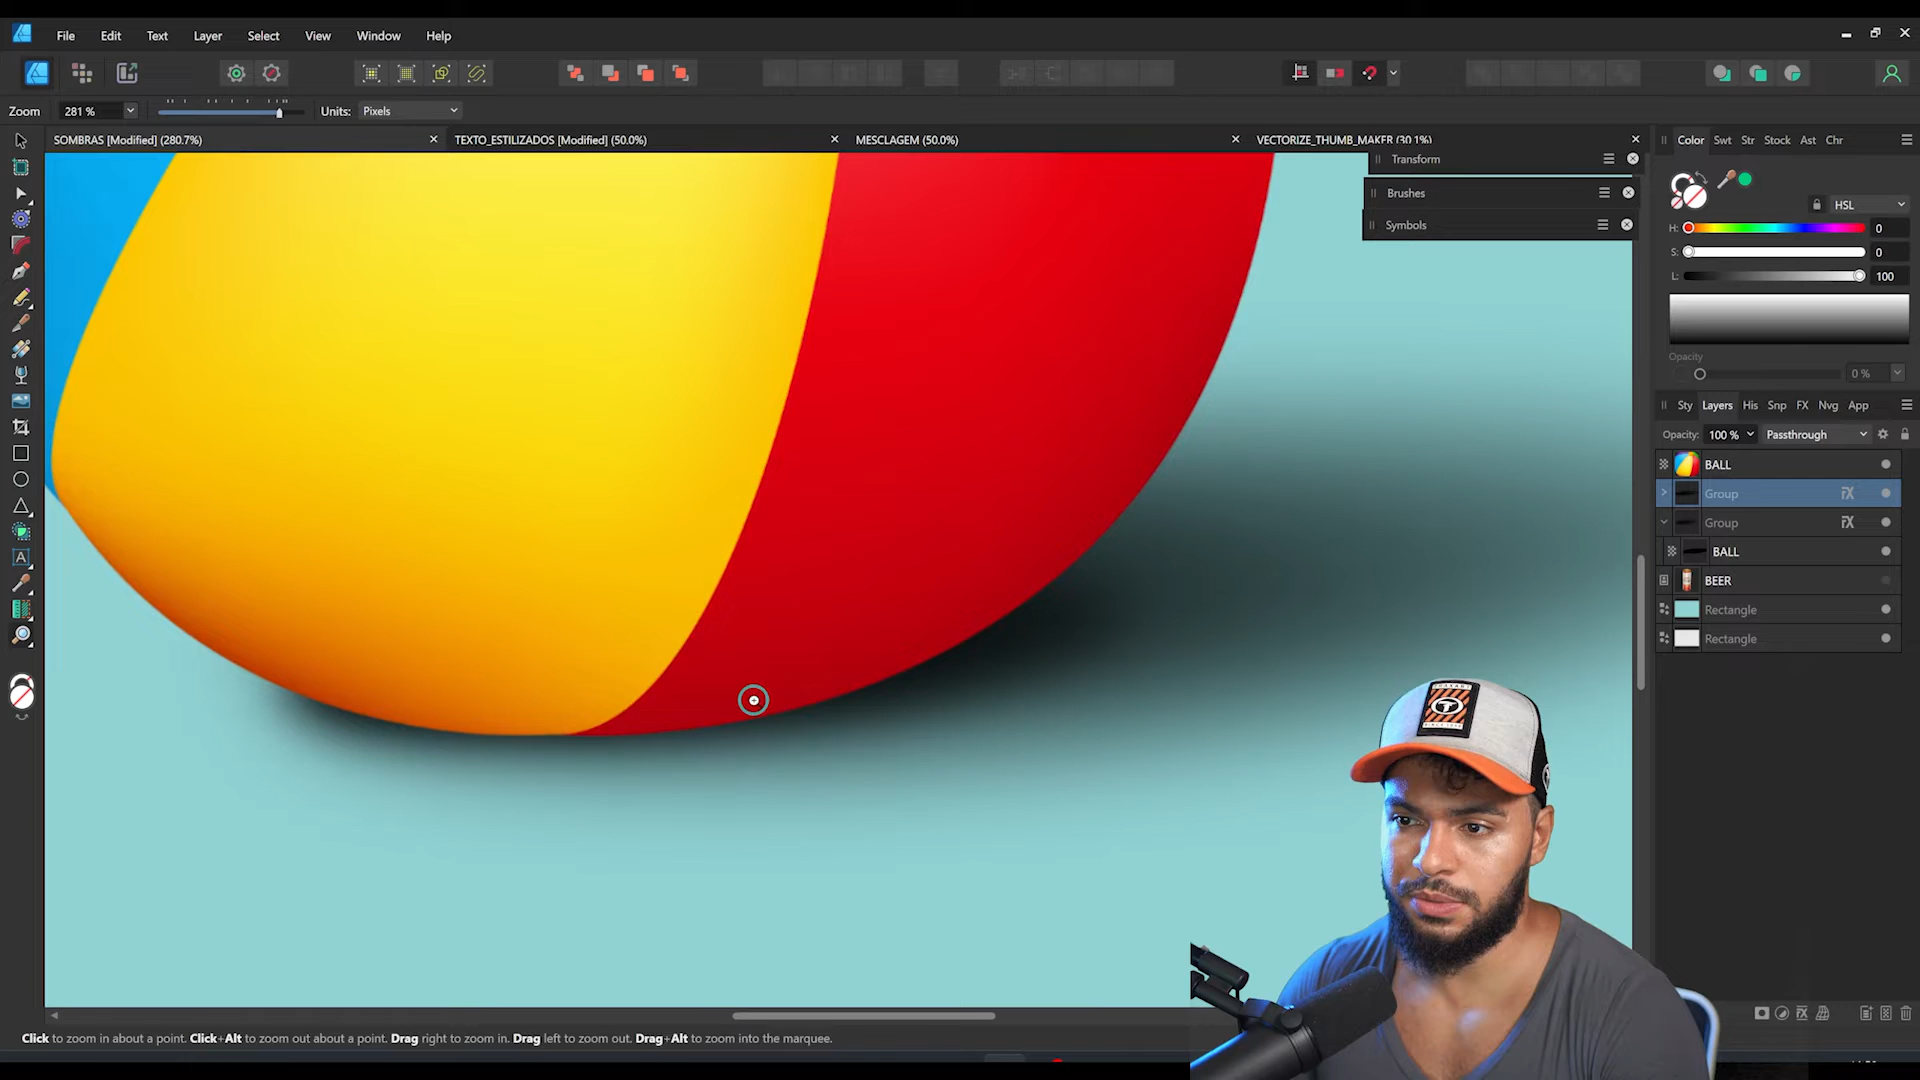 File Edit Text Layer Select View Window Help
Zoom 281 % Units: Pixels
SOMBRAS [Modified] (280.7%) TEXTO_ESTILIZADOS [Modified] (50.0%) MESCLAGEM (50.0%) VECTORIZE_THUMB_MAKER (30.1%)
Transform
Brushes
Symbols
Color Swt Str Stock Ast Chr
HSL
H: 0
S: 0
L: 100
Opacity
0 %
Sty Layers His Snp FX Nvg App
Opacity: 100 % Passthrough
BALL
Group
Group
BALL
BEER
Rectangle
Rectangle
Click to zoom in about a point. Click+Alt to zoom out about a point. Drag right to zoom in. Drag left to zoom out. Drag+Alt to zoom into the marquee.